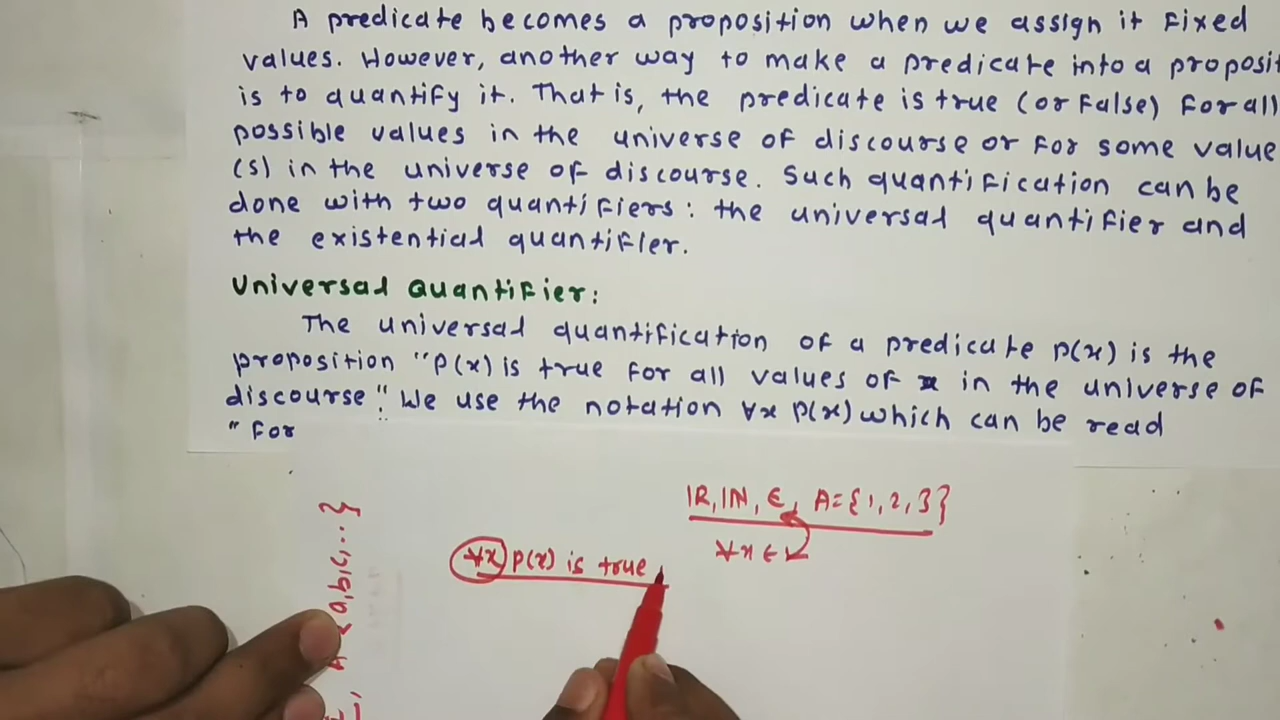 A predicate becomes a proposition when we assign it fixed
values. However, another way to make a predicate into a proposit
is to quantify it. That is, the predicate is true (or False) For all
possible values in the universe of discourse or For some value
(s) in the universe of discourse. Such quantification can be
done with two quantifiers: the universal quantifier and
the existential quantifier.
Universal Quantifier:
The universal quantification of a predicate P(x) is the
proposition "P(x) is true for all values of x in the universe of
discourse". We use the notation ∀x P(x) which can be read
"For
IR, IN, ∈, A={1,2,3}
∀x ∈
∀x P(x) is true
a,b,c,...}